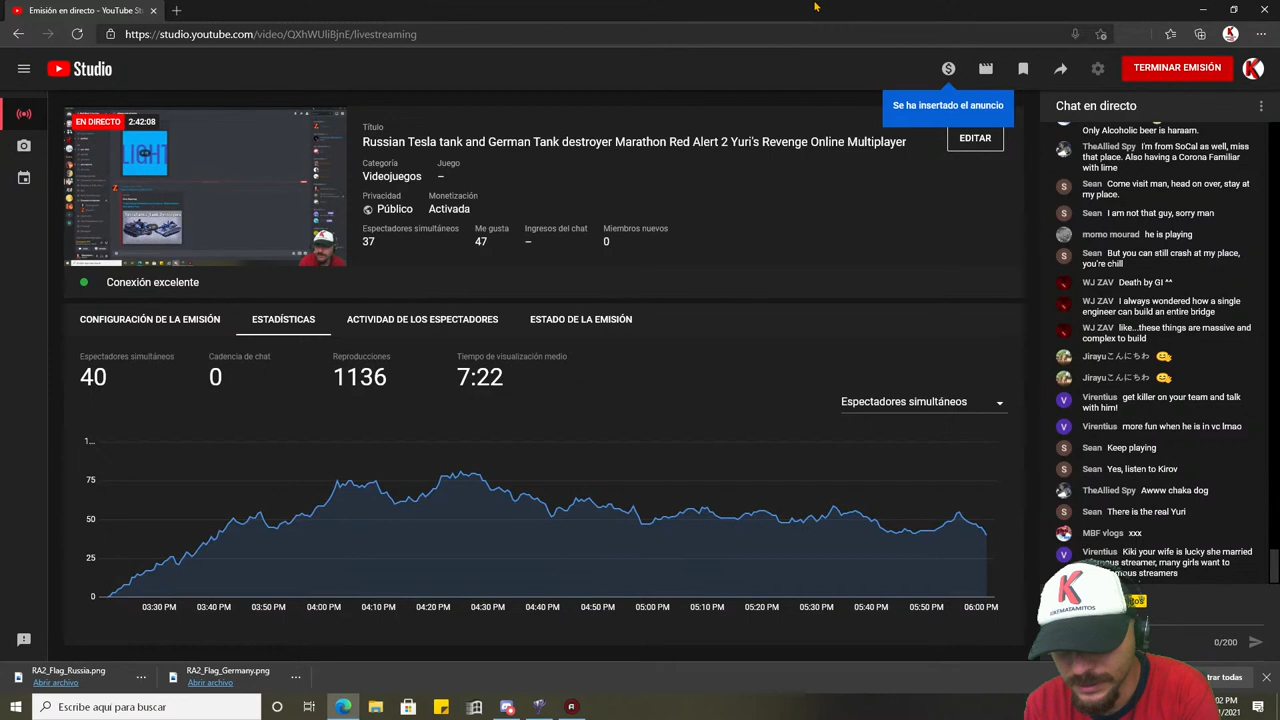 Emisión en directo - YouTube St
https://studio.youtube.com/video/QXhWUliBjnE/livestreaming
Studio
TERMINAR EMISIÓN
Se ha insertado el anuncio
EDITAR
EN DIRECTO 2:42:08
LIGHT
Título
Russian Tesla tank and German Tank destroyer Marathon Red Alert 2 Yuri's Revenge Online Multiplayer
Categoría Juego
Videojuegos –
Privacidad Monetización
Público Activada
Espectadores simultáneos Me gusta Ingresos del chat Miembros nuevos
37 47 – 0
Conexión excelente
CONFIGURACIÓN DE LA EMISIÓN ESTADÍSTICAS ACTIVIDAD DE LOS ESPECTADORES ESTADO DE LA EMISIÓN
Espectadores simultáneos Cadencia de chat Reproducciones Tiempo de visualización medio
40 0 1136 7:22
Espectadores simultáneos
1...
75
50
25
0
03:30 PM 03:40 PM 03:50 PM 04:00 PM 04:10 PM 04:30 PM 04:40 PM 04:50 PM 05:00 PM 05:10 PM 05:20 PM 05:50 PM 06:00 PM
Chat en directo
Only Alcoholic beer is haraam.
TheAllied Spy I'm from SoCal as well, miss
that place. Also having a Corona Familiar
with lime
Sean Come visit man, head on over, stay at
my place.
Sean I am not that guy, sorry man
momo mourad he is playing
Sean But you can still crash at my place,
you're chill
WJ ZAV Death by GI ^^
WJ ZAV I always wondered how a single
engineer can build an entire bridge
WJ ZAV like...these things are massive and
complex to build
Jirayuこんにちわ
Jirayuこんにちわ
Virentius get killer on your team and talk
with him!
Virentius more fun when he is in vc lmao
Sean Keep playing
Sean Yes, listen to Kirov
TheAllied Spy Awww chaka dog
Sean There is the real Yuri
MBF vlogs xxx
Virentius Kiki your wife is lucky she married
streamer, many girls want to
streamers
0/200
K
KIKEMATAMITOS
RA2_Flag_Russia.png
Abrir archivo
RA2_Flag_Germany.png
Abrir archivo
Escribe aquí para buscar